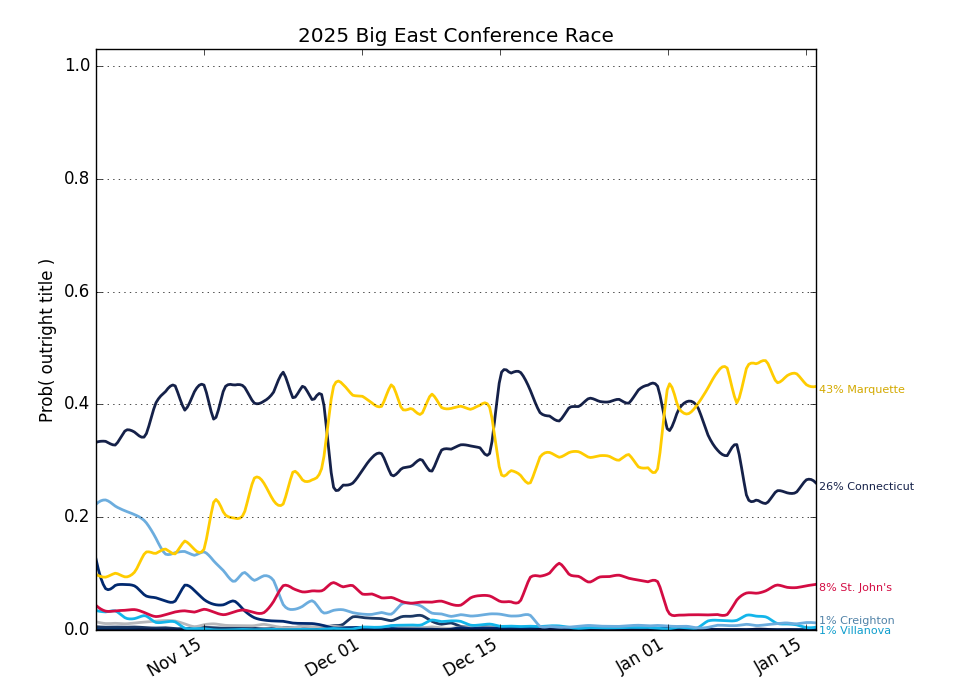 2025 Big East Conference Race
Prob( outright title )
1.0
0.8
0.6
0.4
0.2
0.0
43% Marquette
26% Connecticut
8% St. John's
1% Creighton
1% Villanova
Nov 15
Dec 01
Dec 15
Jan 01
Jan 15